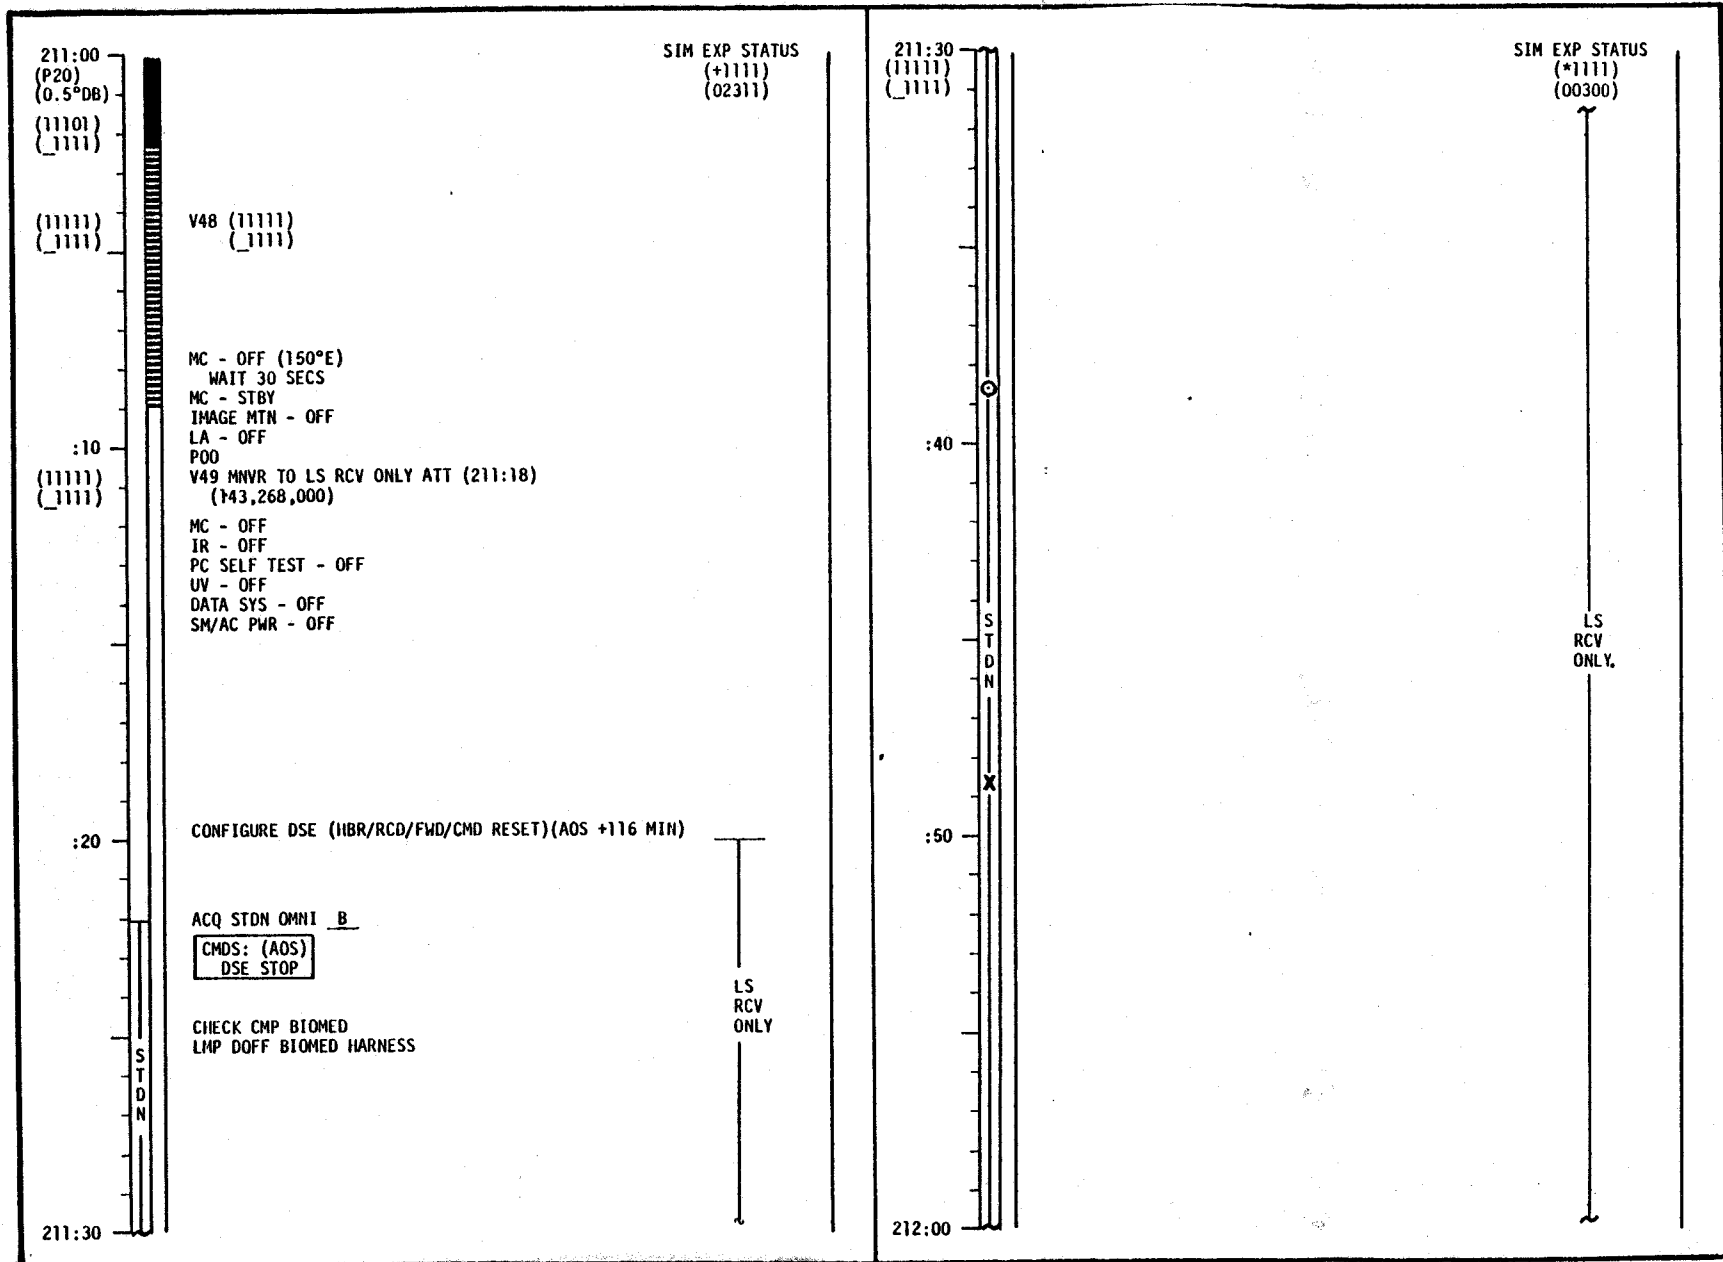 211:00
(P20)
(0.5°DB)
(11101)
(_1111)
SIM EXP STATUS
(+1111)
(02311)
(11111)
(_1111)
V48 (11111)
(_1111)
MC - OFF (150°E)
WAIT 30 SECS
MC - STBY
IMAGE MTN - OFF
LA - OFF
:10
P00
(11111)
(_1111)
V49 MNVR TO LS RCV ONLY ATT (211:18)
(143,268,000)
MC - OFF
IR - OFF
PC SELF TEST - OFF
UV - OFF
DATA SYS - OFF
SM/AC PWR - OFF
:20
CONFIGURE DSE (HBR/RCD/FWD/CMD RESET)(AOS +116 MIN)
ACQ STDN OMNI B
CMDS: (AOS)
DSE STOP
LS
RCV
ONLY
CHECK CMP BIOMED
LMP DOFF BIOMED HARNESS
STDN
211:30
211:30
(11111)
(_1111)
SIM EXP STATUS
(*1111)
(00300)
:40
STDN
LS
RCV
ONLY.
X
:50
212:00